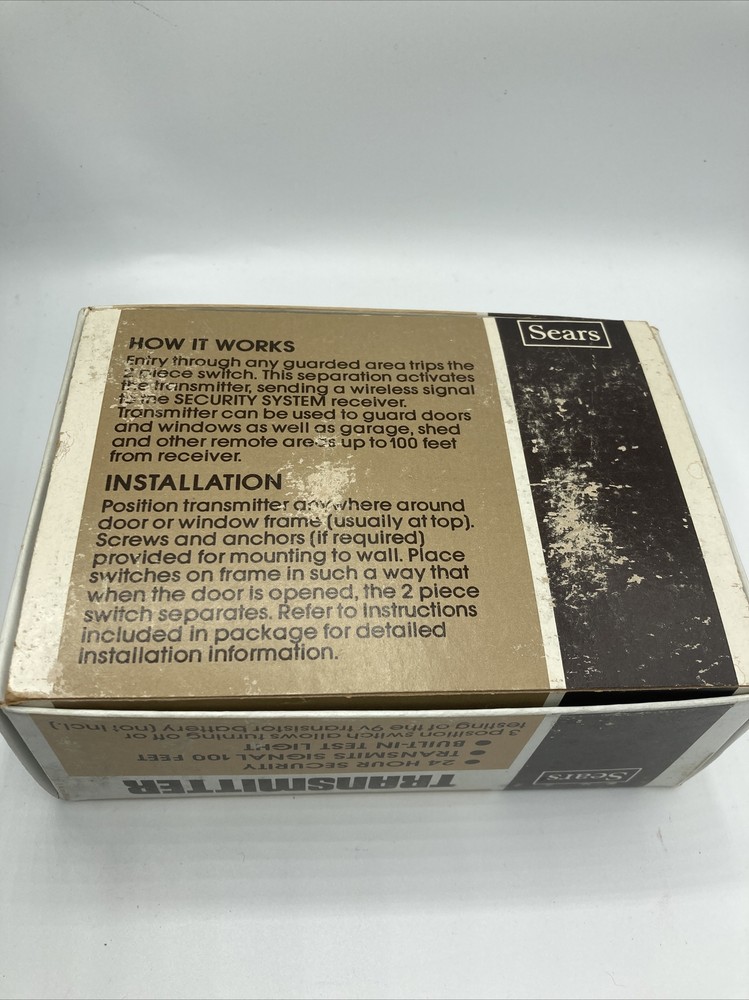 Sears
HOW IT WORKS
Entry through any guarded area trips the
2 piece switch. This separation activates
the transmitter, sending a wireless signal
to the SECURITY SYSTEM receiver.
Transmitter can be used to guard doors
and windows as well as garage, shed
and other remote areas up to 100 feet
from receiver.
INSTALLATION
Position transmitter anywhere around
door or window frame (usually at top).
Screws and anchors (if required)
provided for mounting to wall. Place
switches on frame in such a way that
when the door is opened, the 2 piece
switch separates. Refer to instructions
included in package for detailed
installation information.
Sears
TRANSMITTER
● 24 HOUR SECURITY
● TRANSMITS SIGNAL 100 FEET
● BUILT-IN TEST LIGHT
3 position switch allows turning off or
testing of the 9v transistor battery (not incl.)